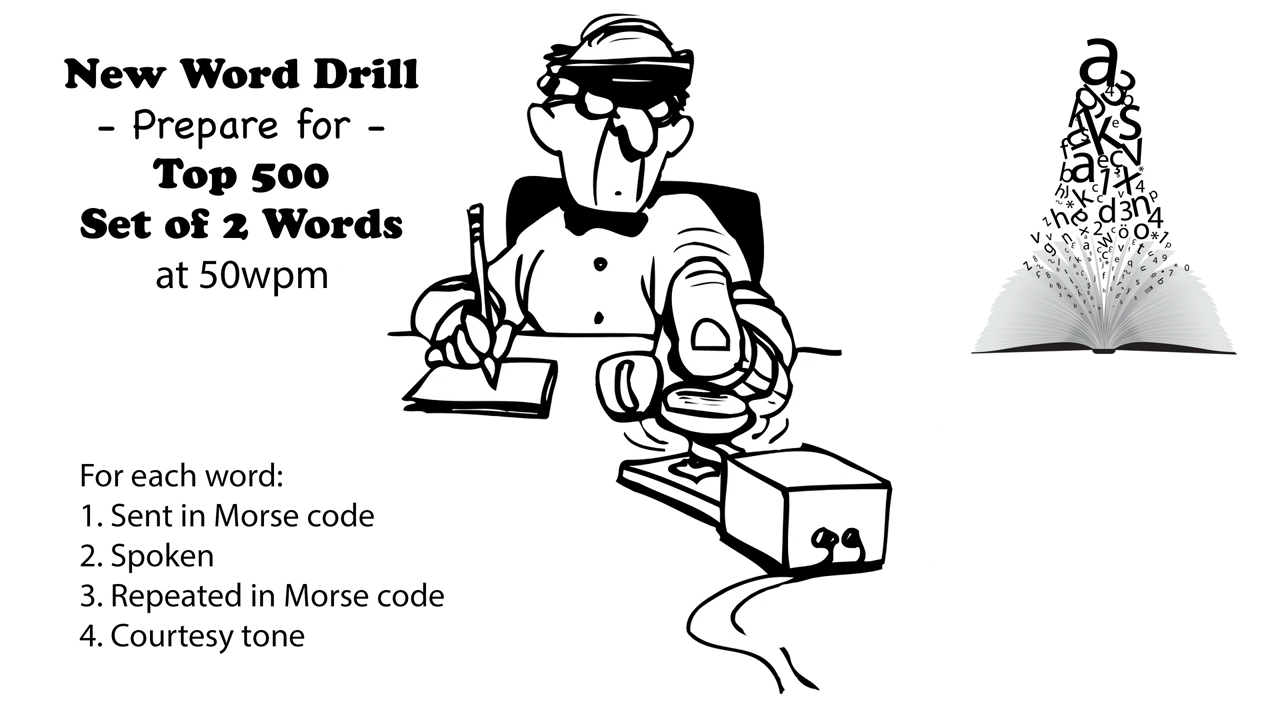 New Word Drill
- Prepare for -
Top 500
Set of 2 Words
at 50wpm
For each word:
1. Sent in Morse code
2. Spoken
3. Repeated in Morse code
4. Courtesy tone